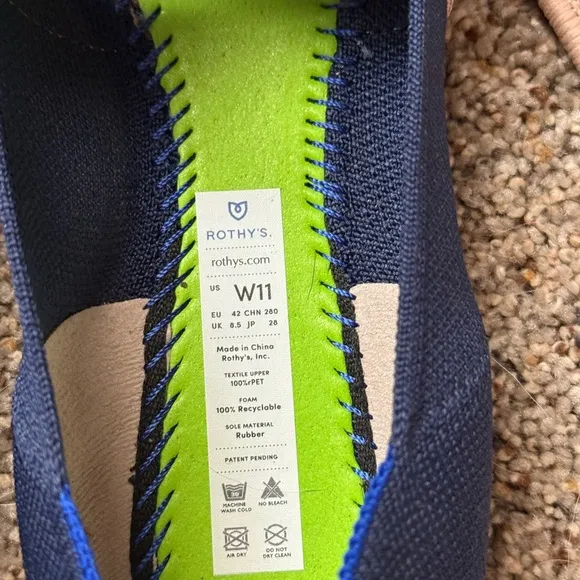 ROTHY'S.
rothys.com
US W11
EU 42 CHN 280
UK 8.5 JP 28
Made in China
Rothy's, Inc.
TEXTILE UPPER
100%rPET
FOAM
100% Recyclable
SOLE MATERIAL
Rubber
PATENT PENDING
30
MACHINE WASH COLD
NO BLEACH
AIR DRY
DO NOT DRY CLEAN